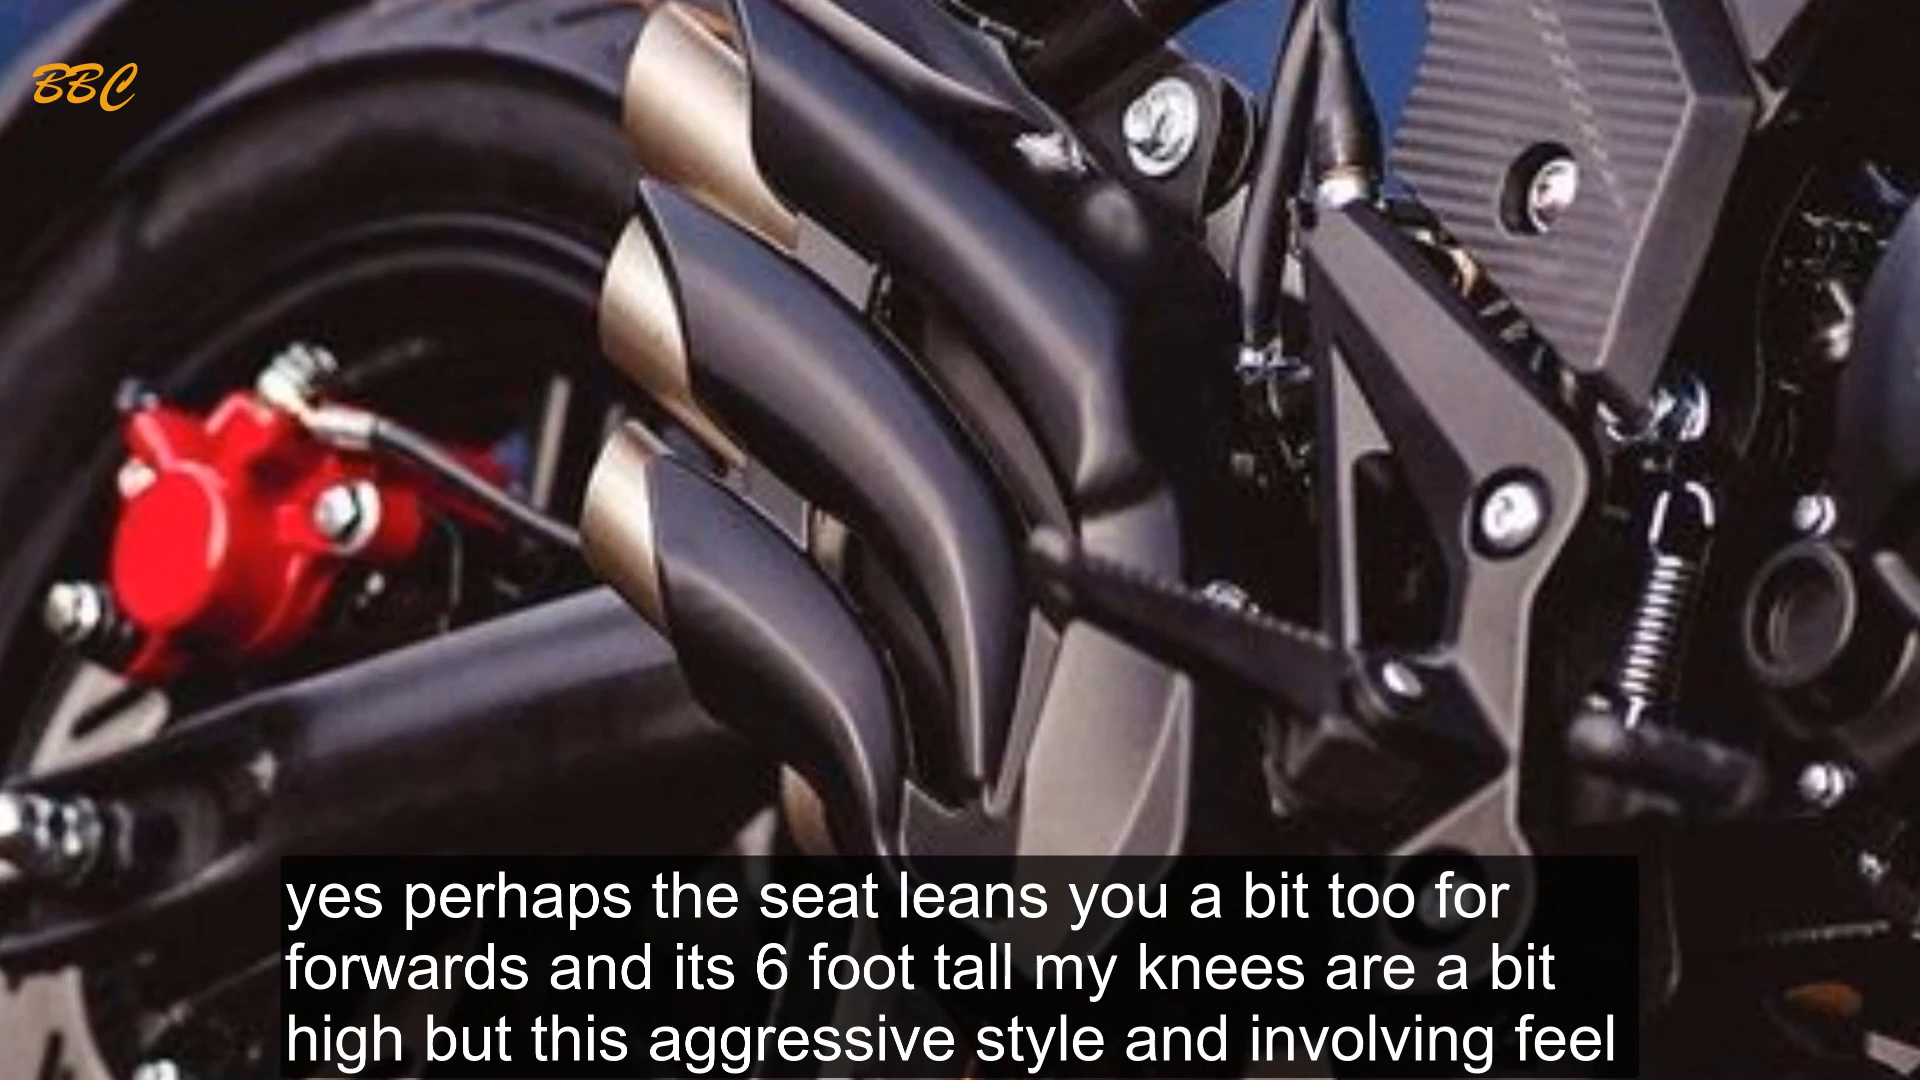 BBC
yes perhaps the seat leans you a bit too for
forwards and its 6 foot tall my knees are a bit
high but this aggressive style and involving feel